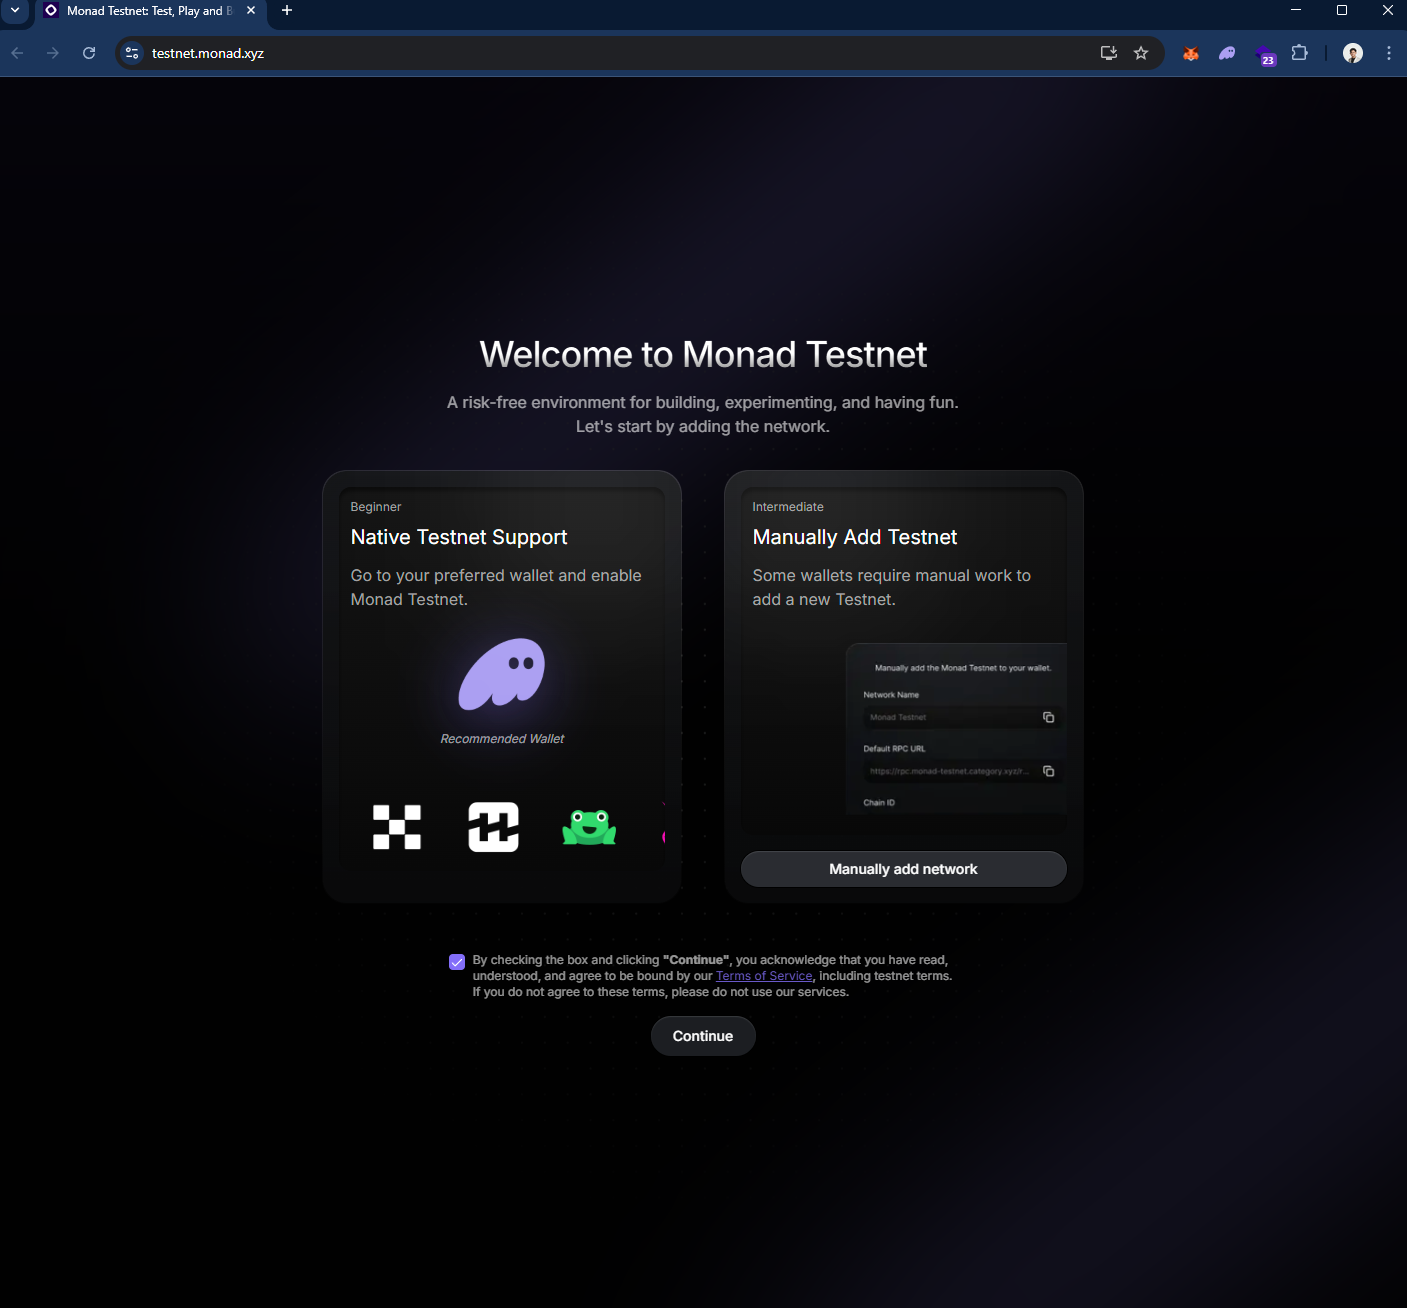 Monad Testnet: Test, Play and B
testnet.monad.xyz
23
Welcome to Monad Testnet
A risk-free environment for building, experimenting, and having fun.
Let's start by adding the network.
Beginner
Native Testnet Support
Go to your preferred wallet and enable
Monad Testnet.
Recommended Wallet
Intermediate
Manually Add Testnet
Some wallets require manual work to
add a new Testnet.
Manually add the Monad Testnet to your wallet.
Network Name
Monad Testnet
Default RPC URL
https://rpc.monad-testnet.category.xyz/r...
Chain ID
Manually add network
By checking the box and clicking "Continue", you acknowledge that you have read,
understood, and agree to be bound by our Terms of Service, including testnet terms.
If you do not agree to these terms, please do not use our services.
Continue